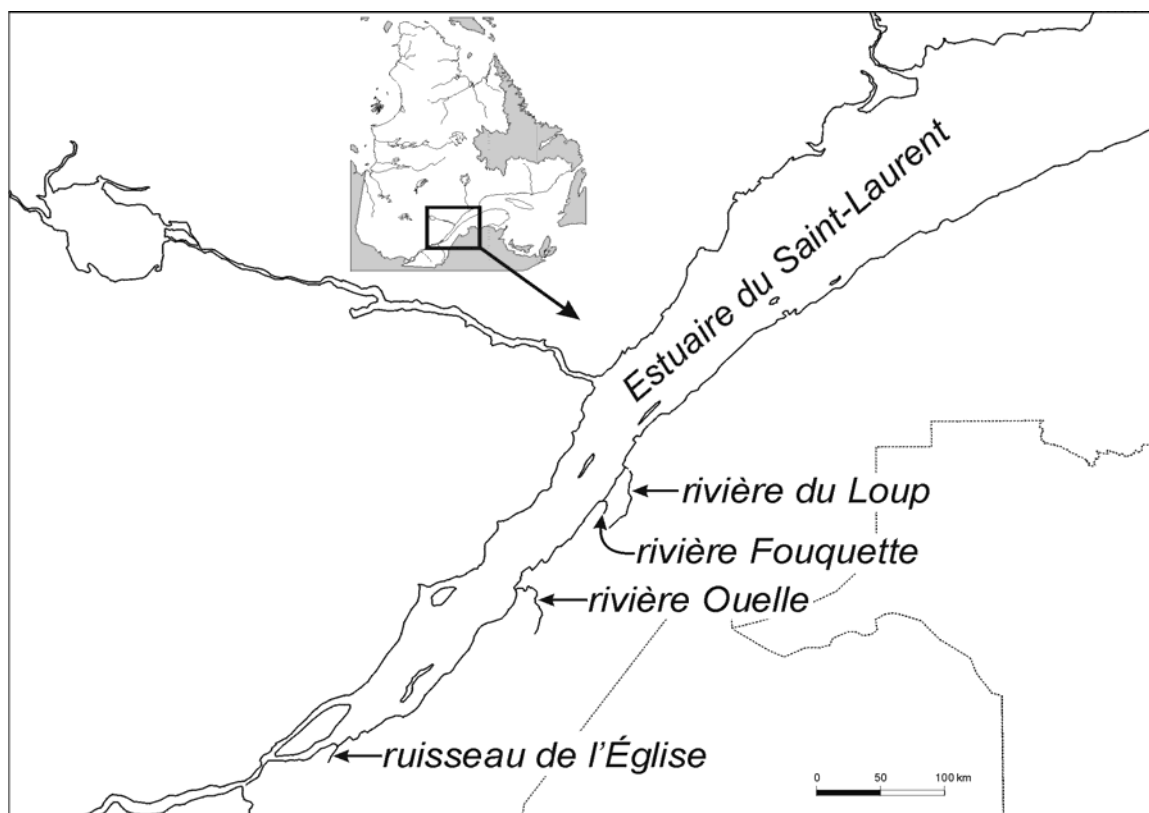 Estuaire du Saint-Laurent
rivière du Loup
rivière Fouquette
rivière Ouelle
ruisseau de l'Église
0 50 100 km